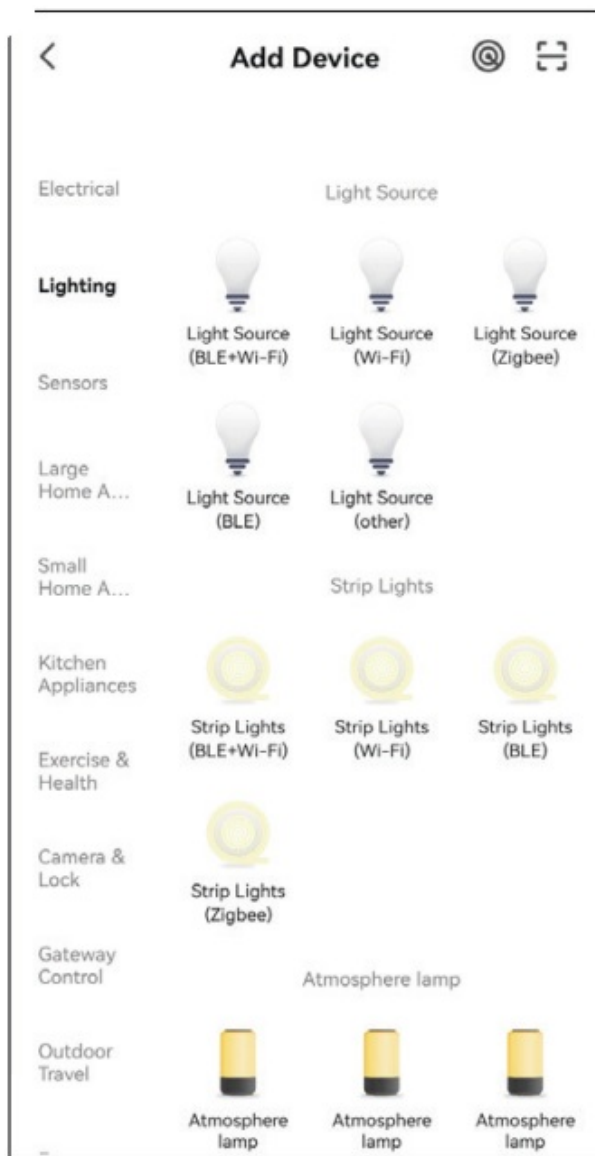 Add Device
Electrical
Lighting
Sensors
Large
Home A...
Small
Home A...
Kitchen
Appliances
Exercise &
Health
Camera &
Lock
Gateway
Control
Outdoor
Travel
Light Source
Light Source
(BLE+Wi-Fi)
Light Source
(Wi-Fi)
Light Source
(Zigbee)
Light Source
(BLE)
Light Source
(other)
Strip Lights
Strip Lights
(BLE+Wi-Fi)
Strip Lights
(Wi-Fi)
Strip Lights
(BLE)
Strip Lights
(Zigbee)
Atmosphere lamp
Atmosphere
lamp
Atmosphere
lamp
Atmosphere
lamp